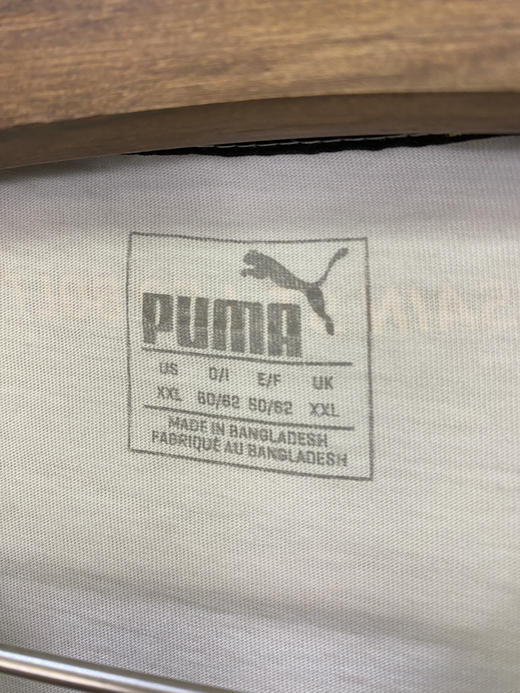 PUMA
US D/I E/F UK
XXL 60/62 60/62 XXL
MADE IN BANGLADESH
FABRIQUÉ AU BANGLADESH